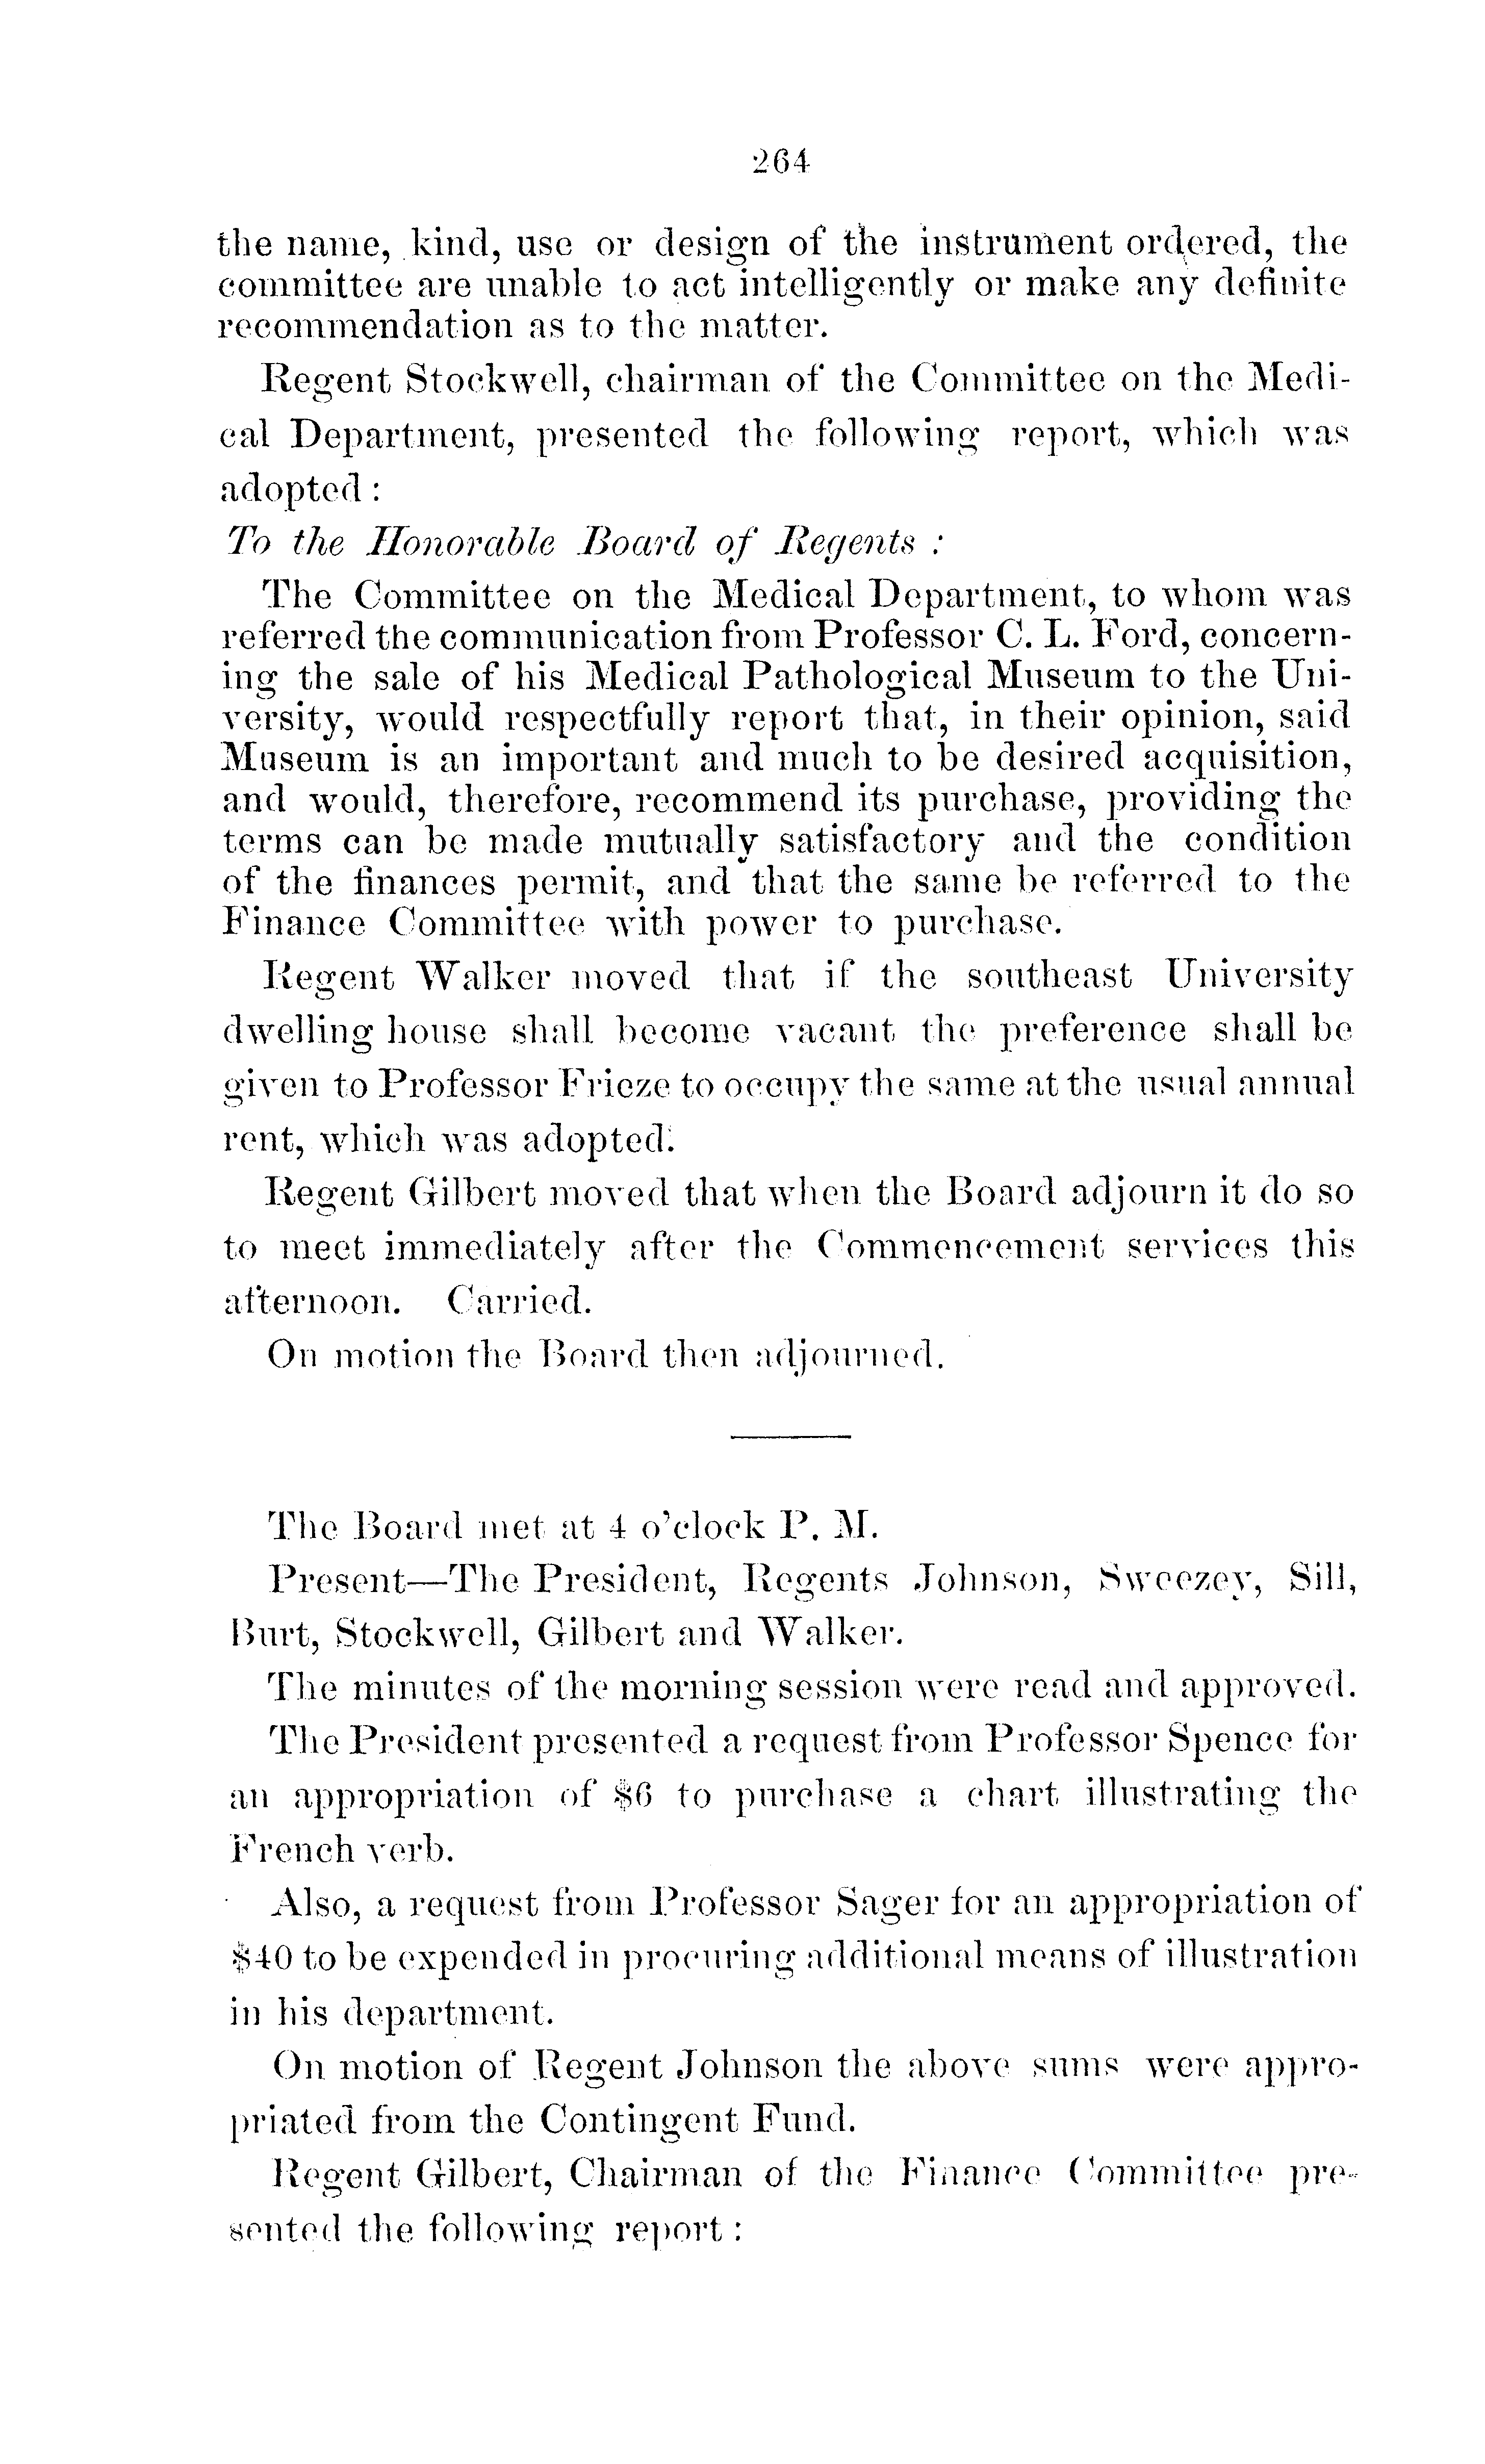 264
the name, kind, use or design of the instrument ordered, the
committee are unable to act intelligently or make any definite
recommendation as to the matter.
Regent Stockwell, chairman of the Committee on the Medi-
cal Department, presented the following report, which was
adopted :
To the Honorable Board of Regents :
The Committee on the Medical Department, to whom was
referred the communication from Professor C. L. Ford, concern-
ing the sale of his Medical Pathological Museum to the Uni-
versity, would respectfully report that, in their opinion, said
Museum is an important and much to be desired acquisition,
and would, therefore, recommend its purchase, providing the
terms can be made mutually satisfactory and the condition
of the finances permit, and that the same be referred to the
Finance Committee with power to purchase.
Regent Walker moved that if the southeast University
dwelling house shall become vacant the preference shall be
given to Professor Frieze to occupy the same at the usual annual
rent, which was adopted.
Regent Gilbert moved that when the Board adjourn it do so
to meet immediately after the Commencement services this
afternoon. Carried.
On motion the Board then adjourned.
The Board met at 4 o'clock P. M.
Present—The President, Regents Johnson, Sweezey, Sill,
Burt, Stockwell, Gilbert and Walker.
The minutes of the morning session were read and approved.
The President presented a request from Professor Spence for
an appropriation of $6 to purchase a chart illustrating the
French verb.
Also, a request from Professor Sager for an appropriation of
$40 to be expended in procuring additional means of illustration
in his department.
On motion of Regent Johnson the above sums were appro-
priated from the Contingent Fund.
Regent Gilbert, Chairman of the Finance Committee pre-
sented the following report :